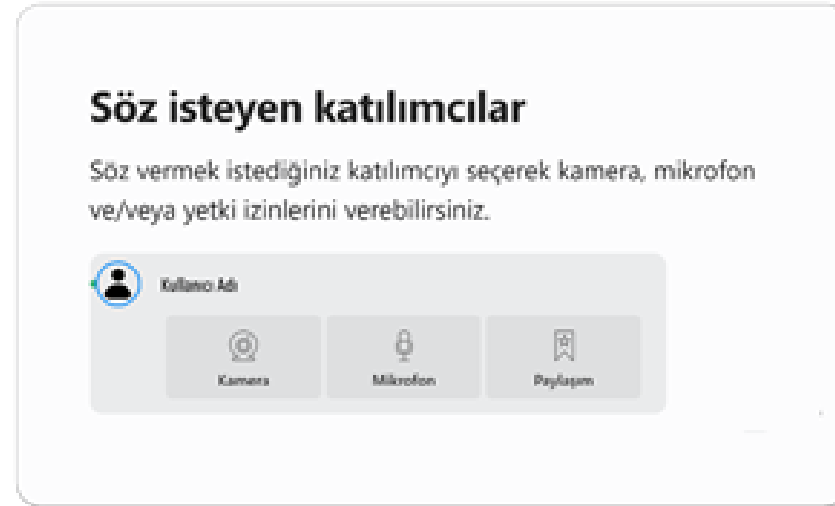 Söz isteyen katılımcılar
Söz vermek istediğiniz katılımcıyı seçerek kamera, mikrofon
ve/veya yetki izinlerini verebilirsiniz.
Kullanıcı Adı
Kamera Mikrofon Paylaşım